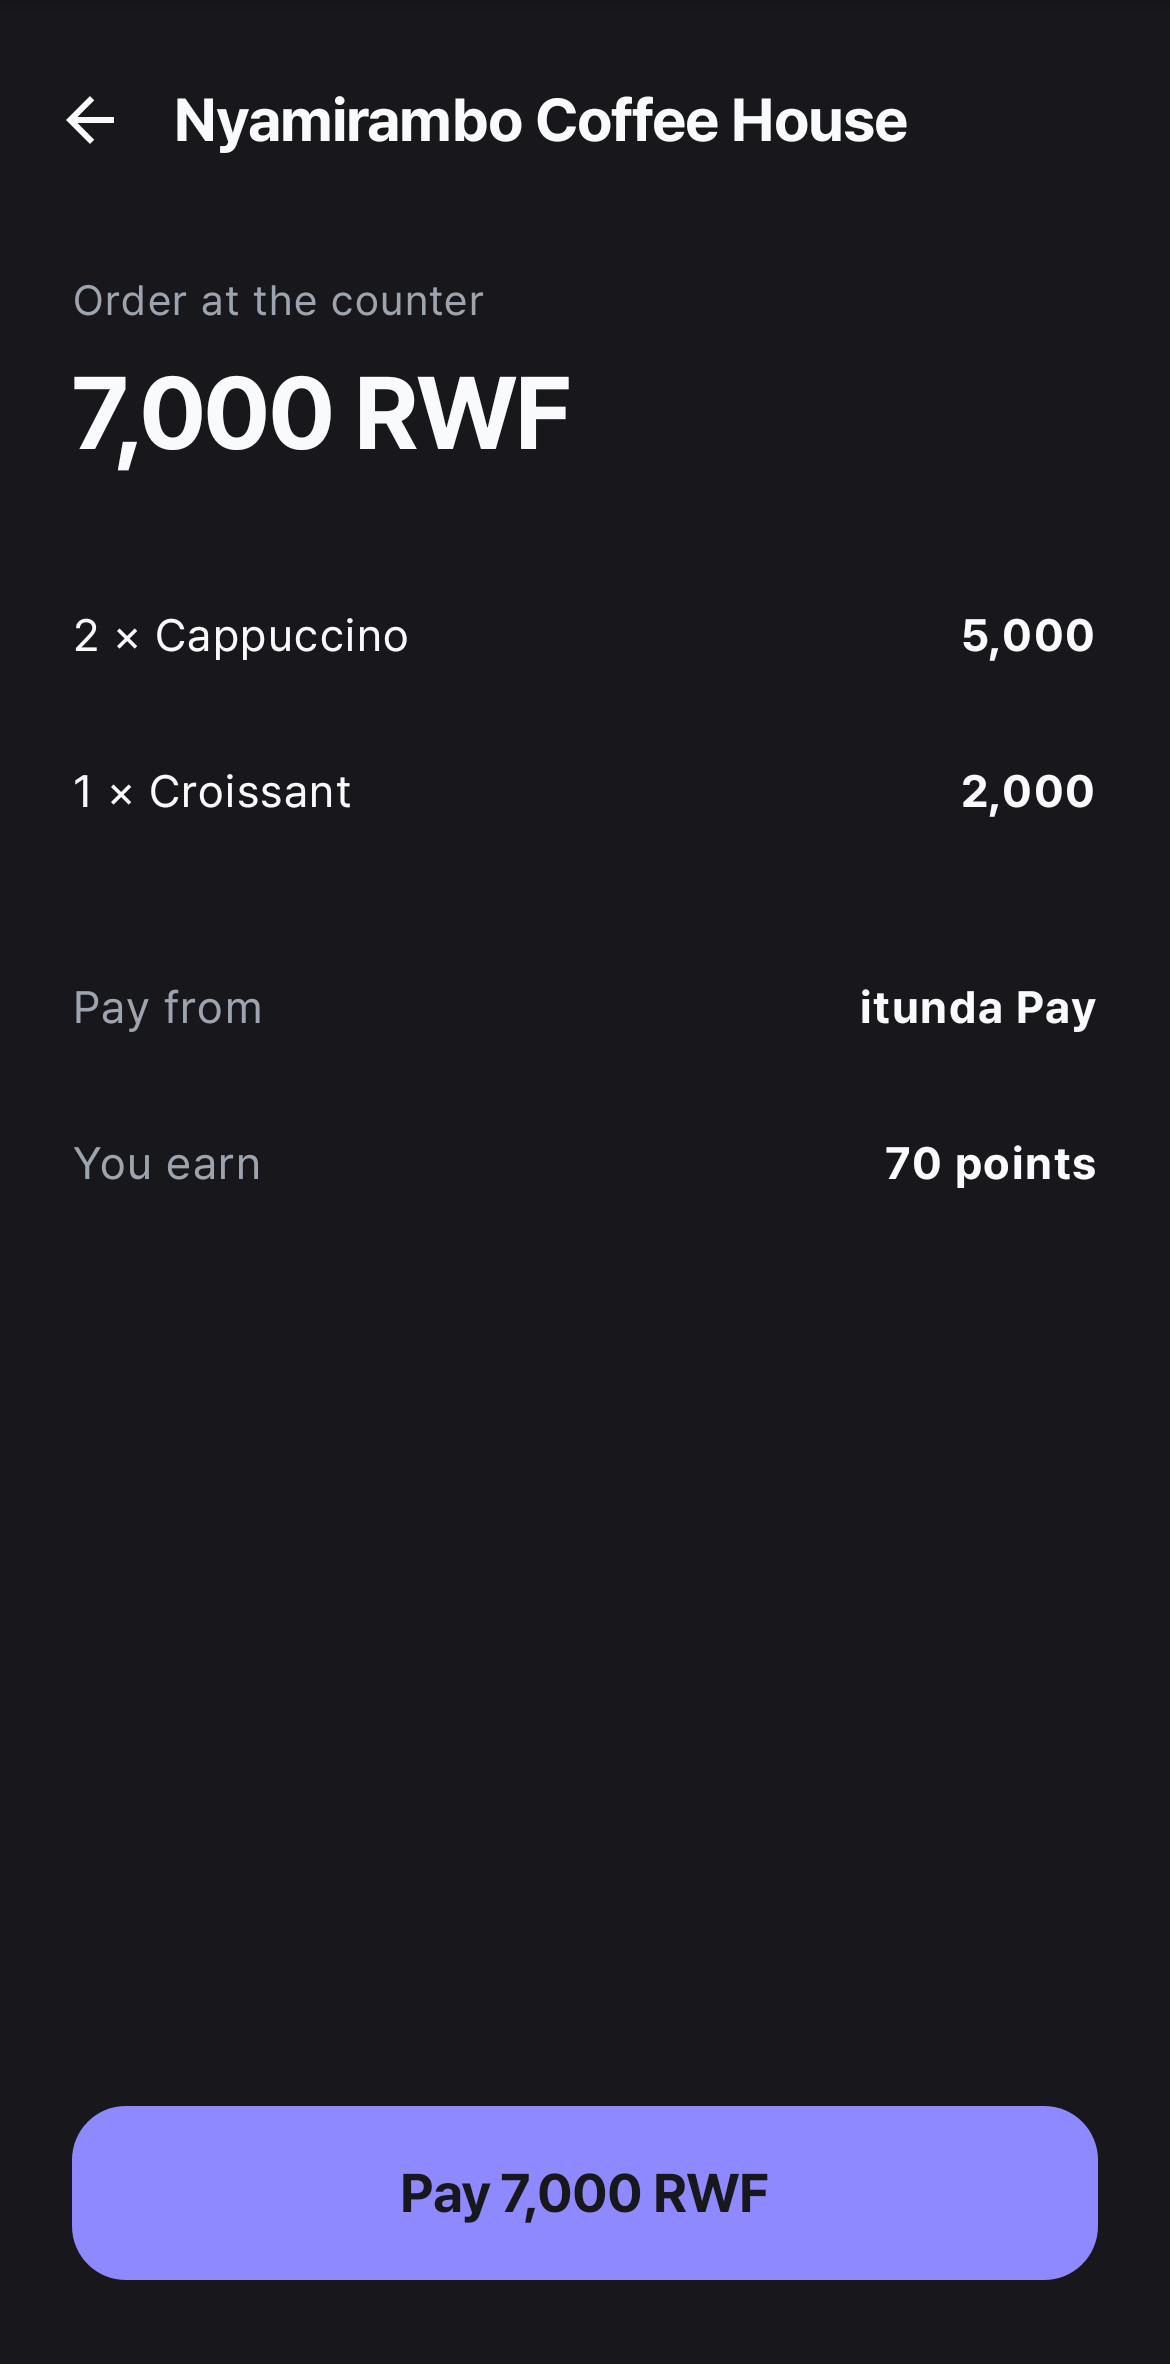 Nyamirambo Coffee House
Order at the counter
7,000 RWF
2 × Cappuccino 5,000
1 × Croissant 2,000
Pay from itunda Pay
You earn 70 points
Pay 7,000 RWF